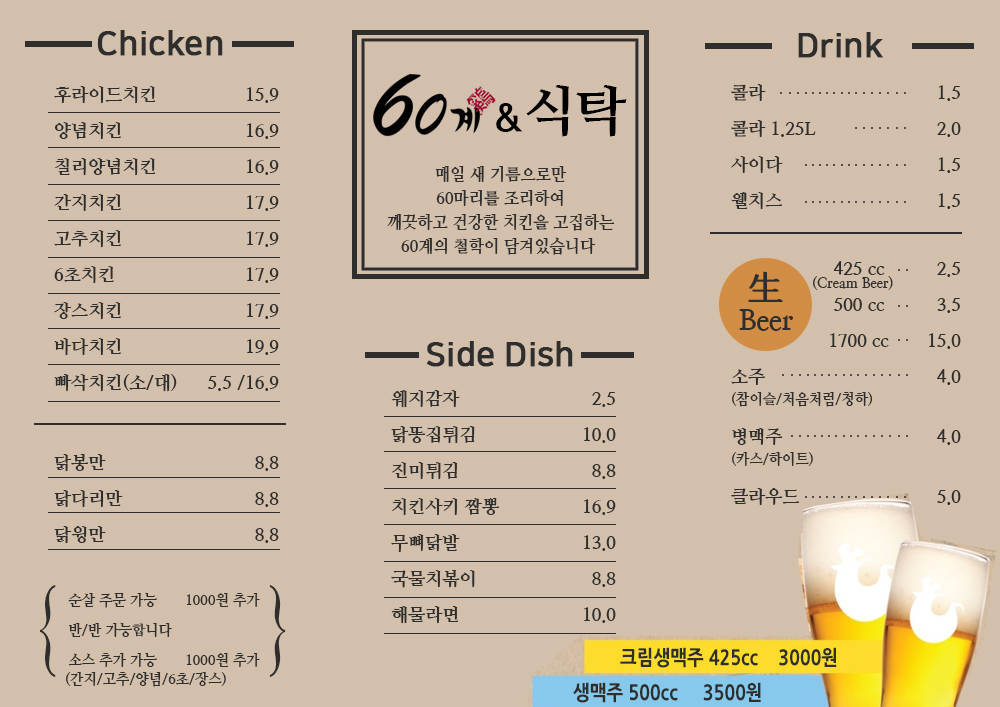 Chicken
후라이드치킨 15.9
양념치킨 16.9
칠리양념치킨 16.9
간지치킨 17.9
고추치킨 17.9
6초치킨 17.9
장스치킨 17.9
바다치킨 19.9
빠삭치킨(소/대) 5.5 /16.9
닭봉만 8.8
닭다리만 8.8
닭윙만 8.8
순살 주문 가능 1000원 추가
반/반 가능합니다
소스 추가 가능 1000원 추가
(간지/고추/양념/6초/장스)
60계 & 식탁
매일 새 기름으로만
60마리를 조리하여
깨끗하고 건강한 치킨을 고집하는
60계의 철학이 담겨있습니다
Side Dish
웨지감자 2.5
닭똥집튀김 10.0
진미튀김 8.8
치킨사키 짬뽕 16.9
무뼈닭발 13.0
국물치볶이 8.8
해물라면 10.0
Drink
콜라 ················ 1.5
콜라 1.25L ······· 2.0
사이다 ············· 1.5
웰치스 ············· 1.5
生
Beer
425 cc ·· 2.5
(Cream Beer)
500 cc ·· 3.5
1700 cc ·· 15.0
소주 ················ 4.0
(참이슬/처음처럼/청하)
병맥주 ··············· 4.0
(카스/하이트)
클라우드 ············· 5.0
크림생맥주 425cc 3000원
생맥주 500cc 3500원